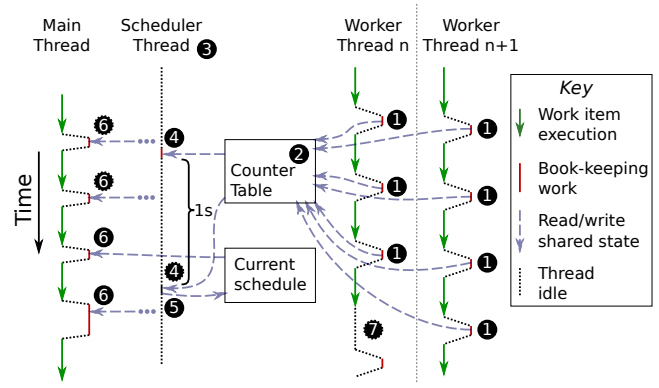 Main
Thread
Scheduler
Thread 3
Worker
Thread n
Worker
Thread n+1
Key
Work item
execution
Book-keeping
work
Read/write
shared state
Thread
idle
Time
6
4
2
1
1
Counter
Table
6
1s
1
1
6
4
Current
schedule
1
1
6
5
7
1